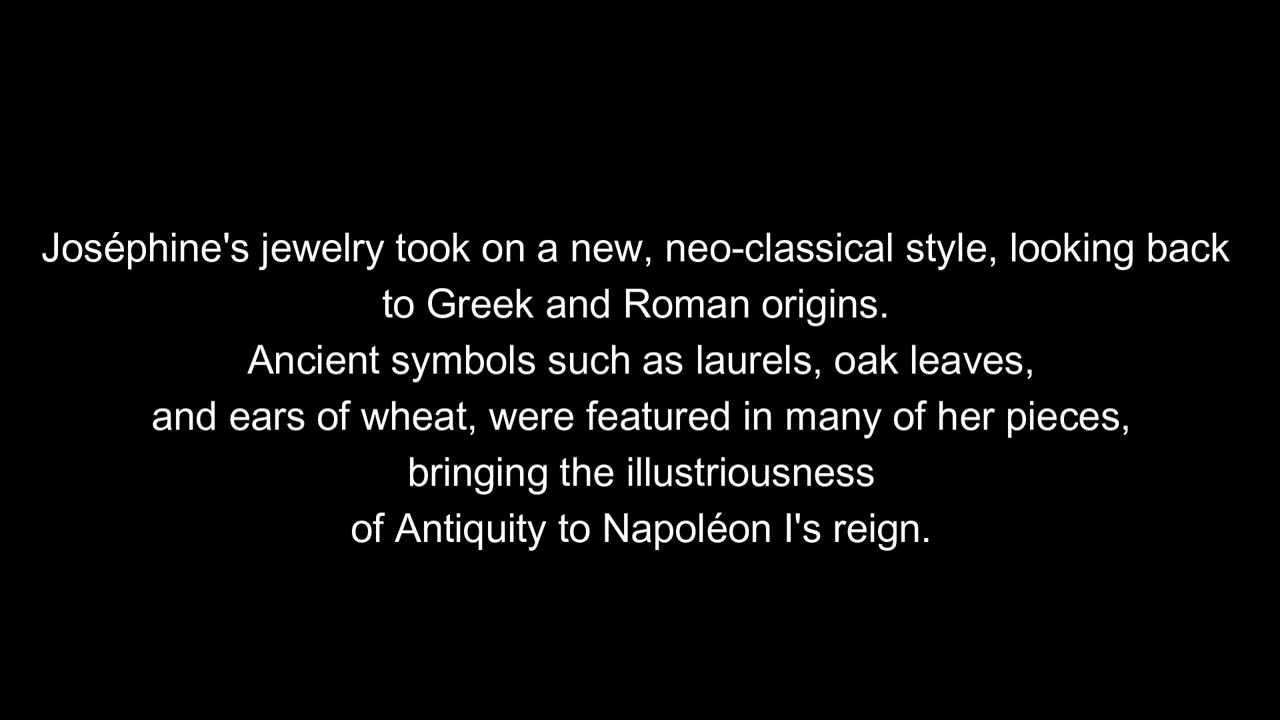 Joséphine's jewelry took on a new, neo-classical style, looking back
to Greek and Roman origins.
Ancient symbols such as laurels, oak leaves,
and ears of wheat, were featured in many of her pieces,
bringing the illustriousness
of Antiquity to Napoléon I's reign.